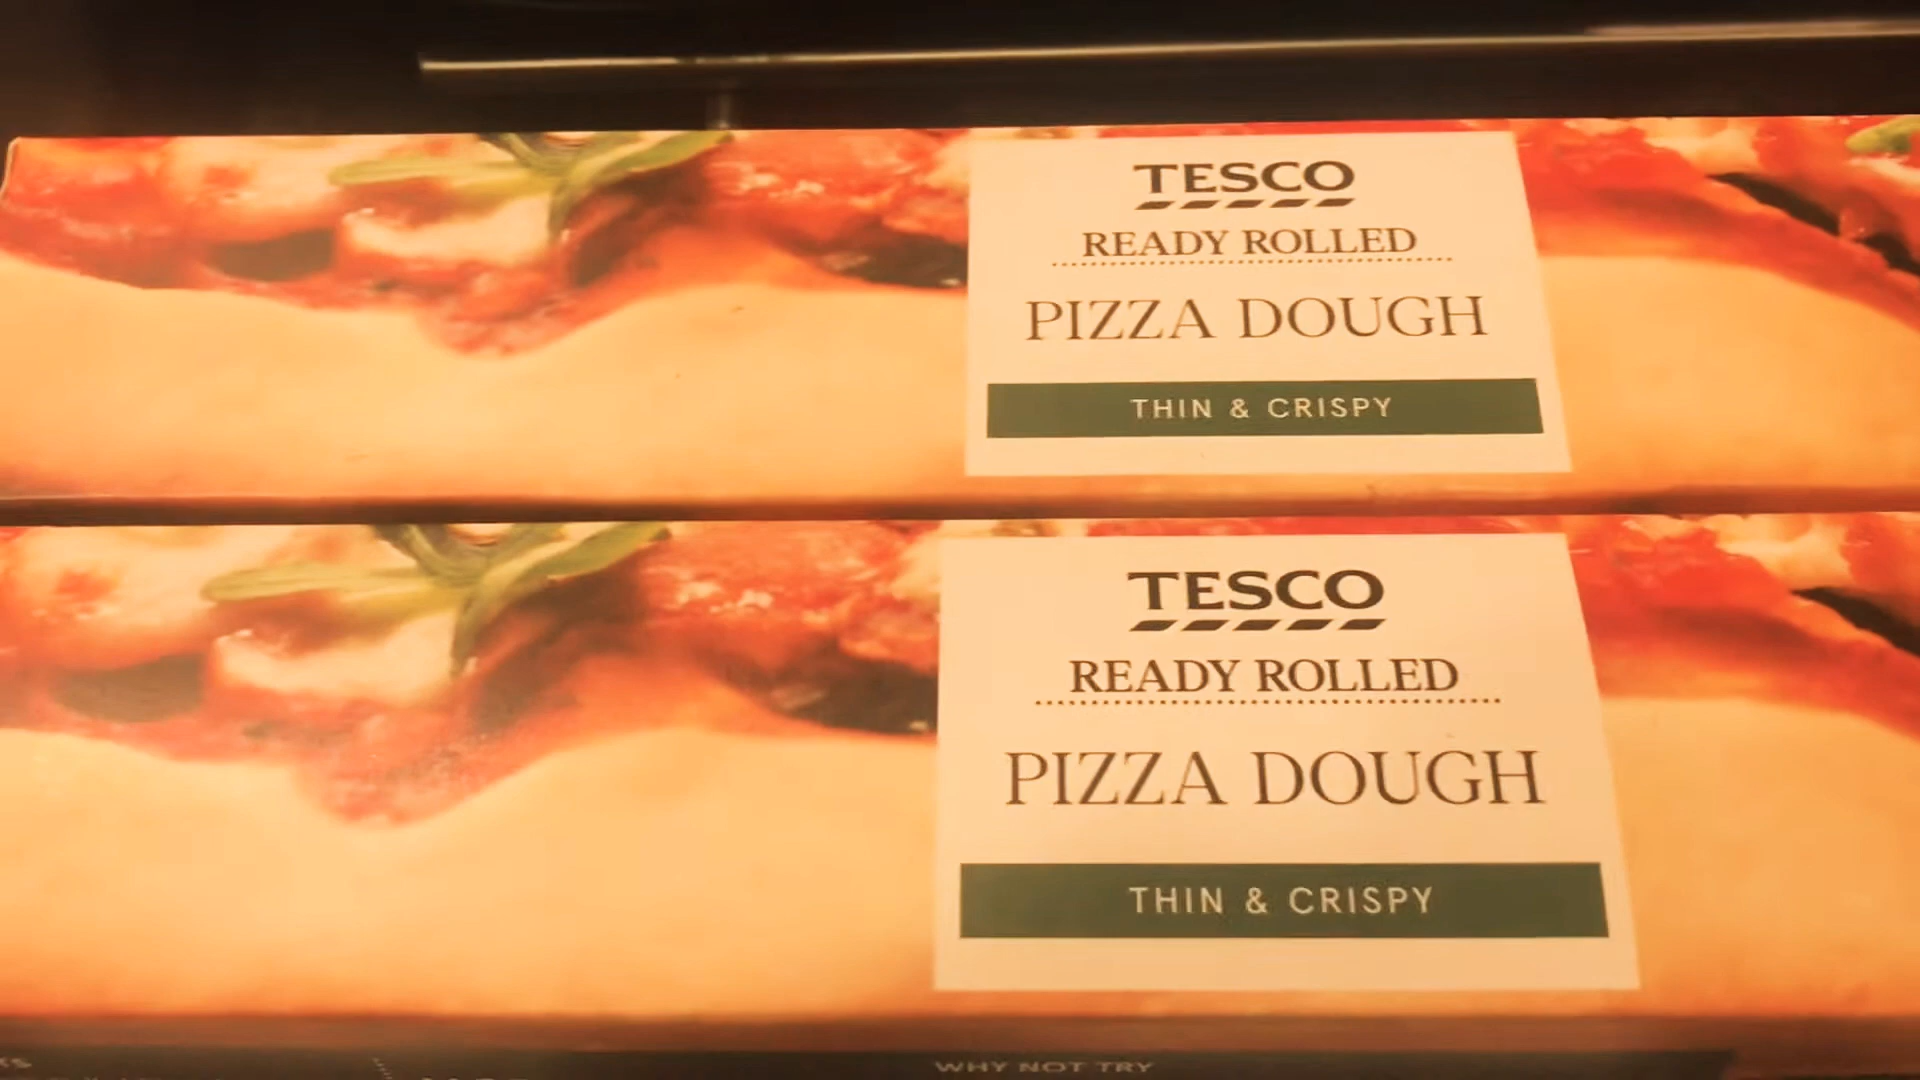 TESCO
READY ROLLED
PIZZA DOUGH
THIN & CRISPY
TESCO
READY ROLLED
PIZZA DOUGH
THIN & CRISPY
WHY NOT TRY